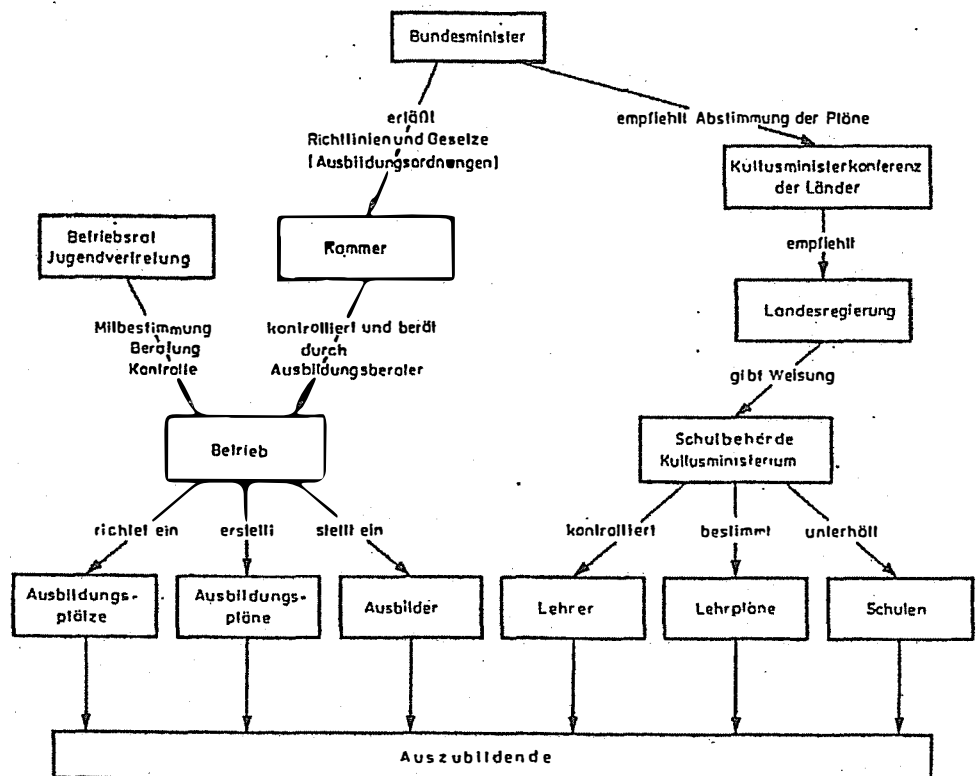 Bundesminister
erläßt
Richtlinien und Gesetze
(Ausbildungsordnungen)
empfiehlt Abstimmung der Pläne
Kultusministerkonferenz
der Länder
Betriebsrat
Jugendvertretung
Kammer
empfiehlt
Landesregierung
Mitbestimmung
Beratung
Kontrolle
kontrolliert und berät
durch
Ausbildungsberater
gibt Weisung
Betrieb
Schulbehörde
Kultusministerium
richtet ein
erstellt
stellt ein
kontrolliert
bestimmt
unterhält
Ausbildungs-
plätze
Ausbildungs-
pläne
Ausbilder
Lehrer
Lehrpläne
Schulen
Auszubildende